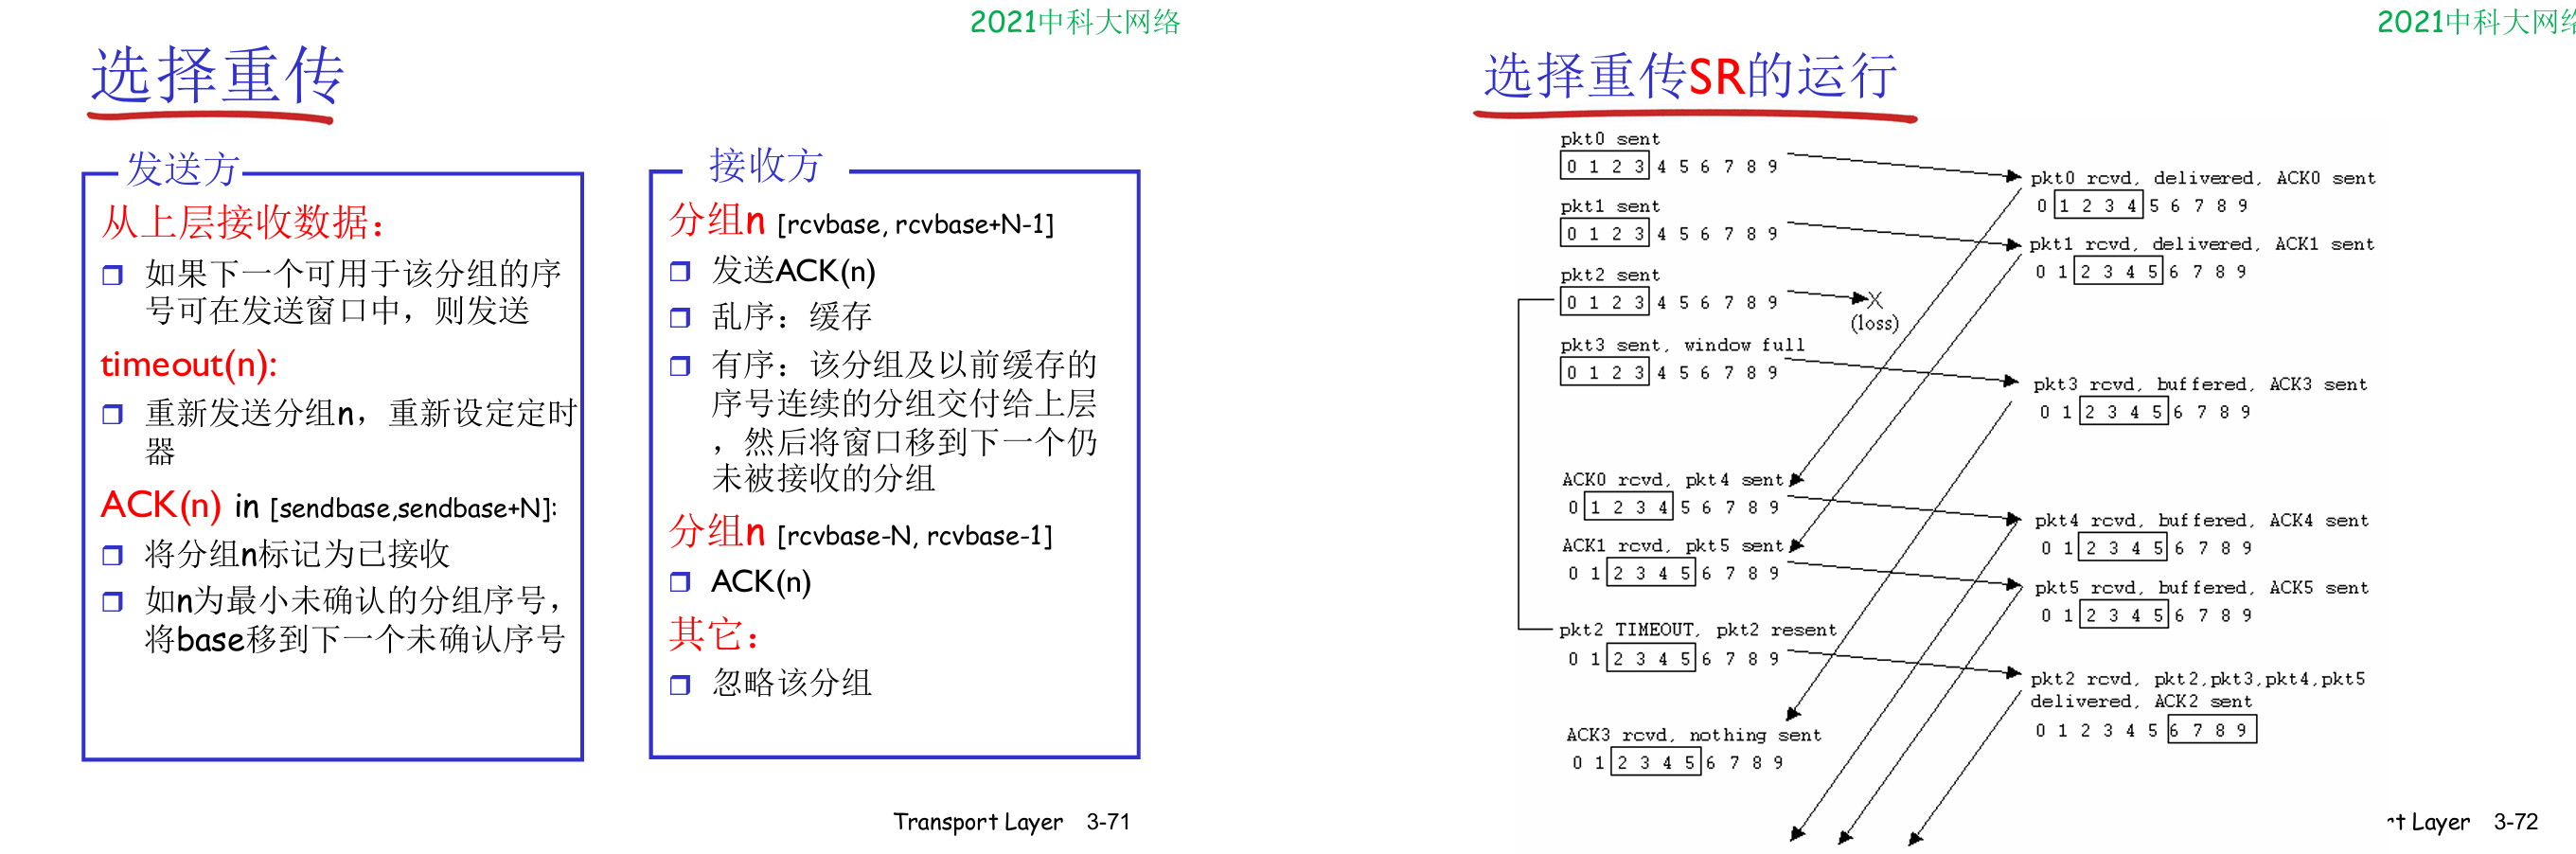 2021中科大网络
选择重传
发送方
从上层接收数据：
如果下一个可用于该分组的序
号可在发送窗口中，则发送
timeout(n):
重新发送分组n，重新设定定时
器
ACK(n) in [sendbase,sendbase+N]:
将分组n标记为已接收
如n为最小未确认的分组序号，
将base移到下一个未确认序号
接收方
分组n [rcvbase, rcvbase+N-1]
发送ACK(n)
乱序：缓存
有序：该分组及以前缓存的
序号连续的分组交付给上层
，然后将窗口移到下一个仍
未被接收的分组
分组n [rcvbase-N, rcvbase-1]
ACK(n)
其它：
忽略该分组
Transport Layer 3-71
2021中科大网络
选择重传SR的运行
pkt0 sent
0 1 2 3 4 5 6 7 8 9
pkt0 rcvd, delivered, ACK0 sent
0 1 2 3 4 5 6 7 8 9
pkt1 sent
0 1 2 3 4 5 6 7 8 9
pkt1 rcvd, delivered, ACK1 sent
0 1 2 3 4 5 6 7 8 9
pkt2 sent
0 1 2 3 4 5 6 7 8 9
X
(loss)
pkt3 sent, window full
0 1 2 3 4 5 6 7 8 9
pkt3 rcvd, buffered, ACK3 sent
0 1 2 3 4 5 6 7 8 9
ACK0 rcvd, pkt4 sent
0 1 2 3 4 5 6 7 8 9
pkt4 rcvd, buffered, ACK4 sent
0 1 2 3 4 5 6 7 8 9
ACK1 rcvd, pkt5 sent
0 1 2 3 4 5 6 7 8 9
pkt5 rcvd, buffered, ACK5 sent
0 1 2 3 4 5 6 7 8 9
pkt2 TIMEOUT, pkt2 resent
0 1 2 3 4 5 6 7 8 9
pkt2 rcvd, pkt2,pkt3,pkt4,pkt5
delivered, ACK2 sent
0 1 2 3 4 5 6 7 8 9
ACK3 rcvd, nothing sent
0 1 2 3 4 5 6 7 8 9
t Layer 3-72